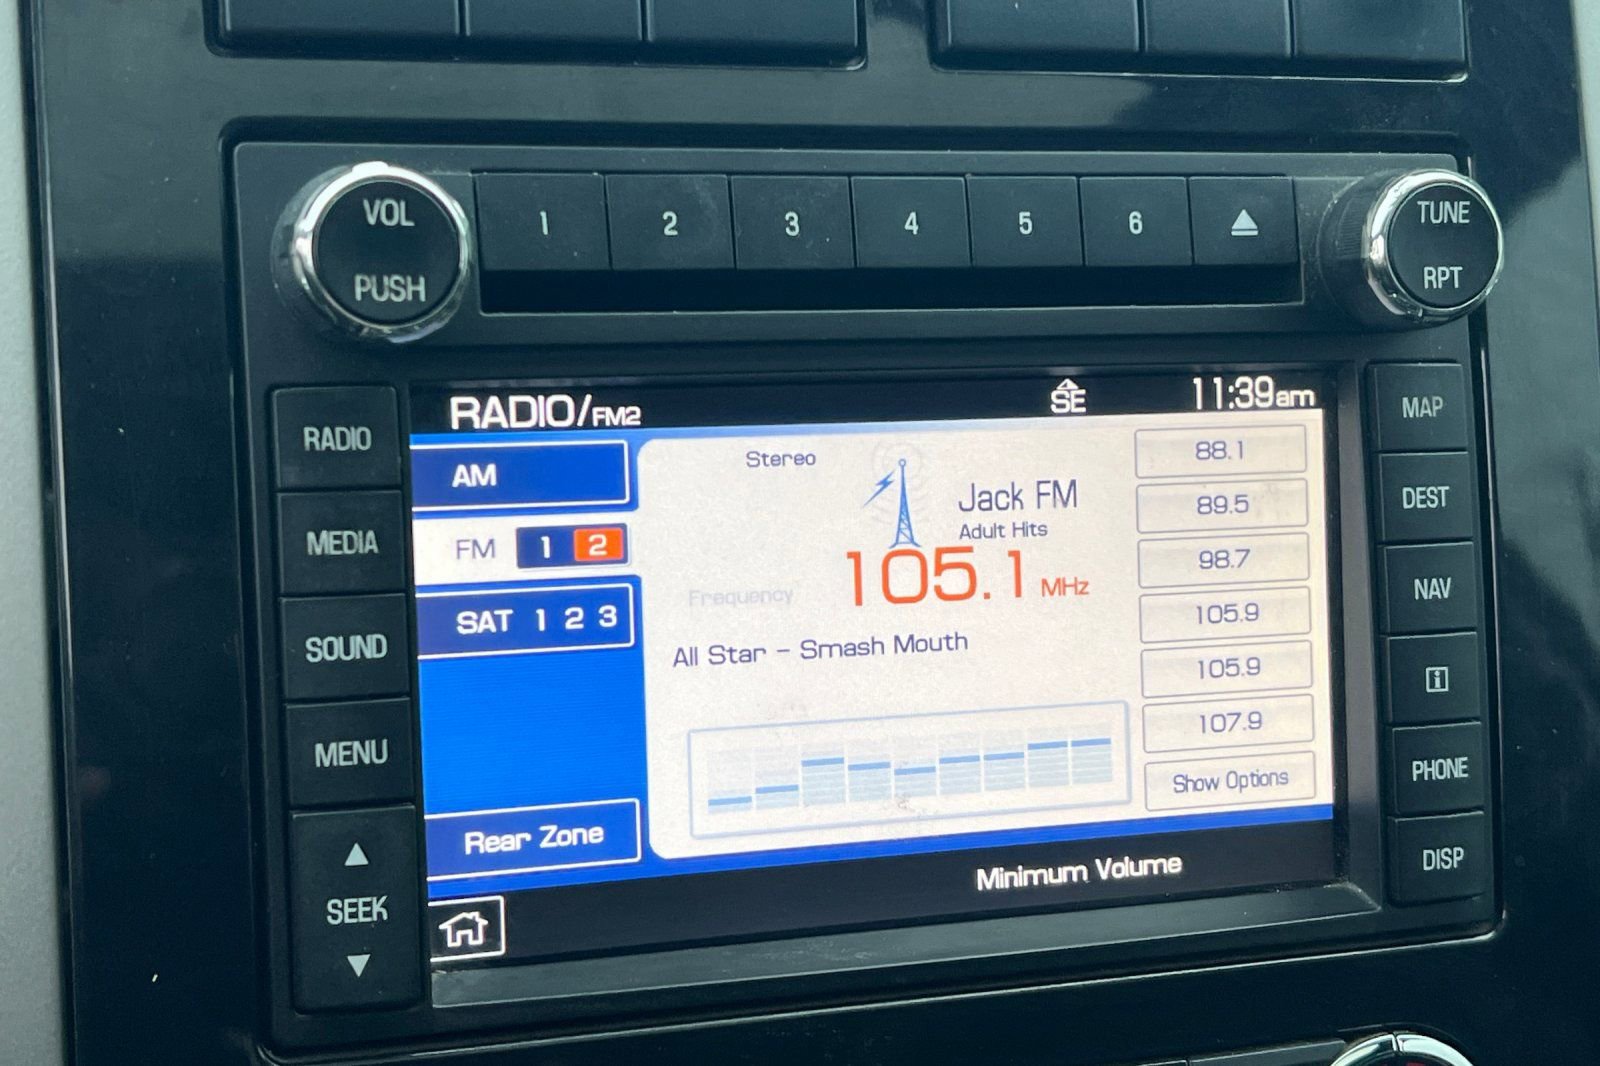 VOL
PUSH
1 2 3 4 5 6
TUNE
RPT
RADIO
MEDIA
SOUND
MENU
SEEK
RADIO/FM2
SE
11:39am
AM
FM 1 2
SAT 1 2 3
Rear Zone
Stereo
Jack FM
Adult Hits
Frequency
105.1 MHz
All Star - Smash Mouth
88.1
89.5
98.7
105.9
105.9
107.9
Show Options
Minimum Volume
MAP
DEST
NAV
i
PHONE
DISP